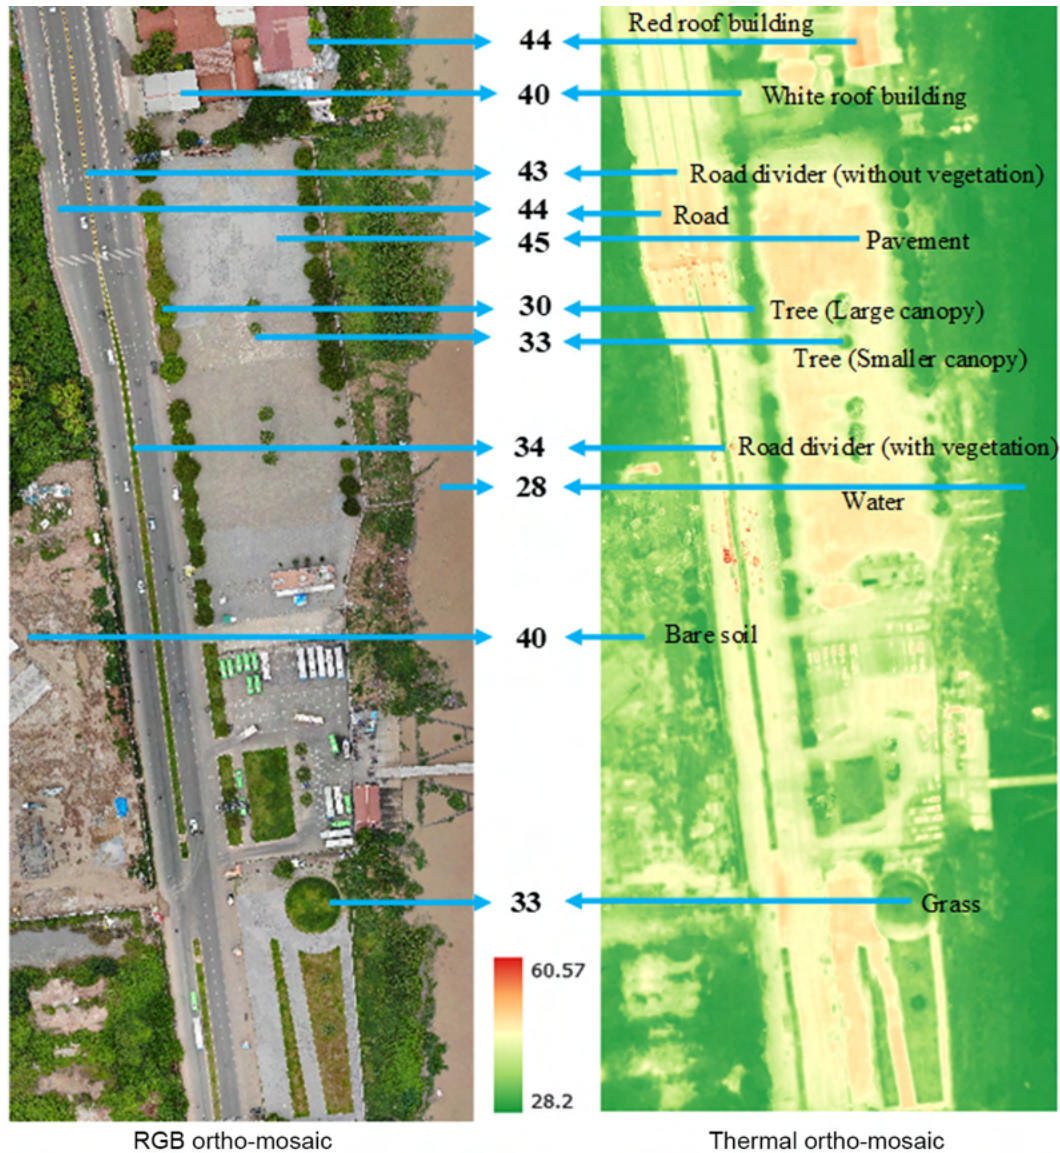 44 Red roof building
40 White roof building
43 Road divider (without vegetation)
44 Road
45 Pavement
30 Tree (Large canopy)
33 Tree (Smaller canopy)
34 Road divider (with vegetation)
28 Water
40 Bare soil
33 Grass
60.57
28.2
RGB ortho-mosaic
Thermal ortho-mosaic